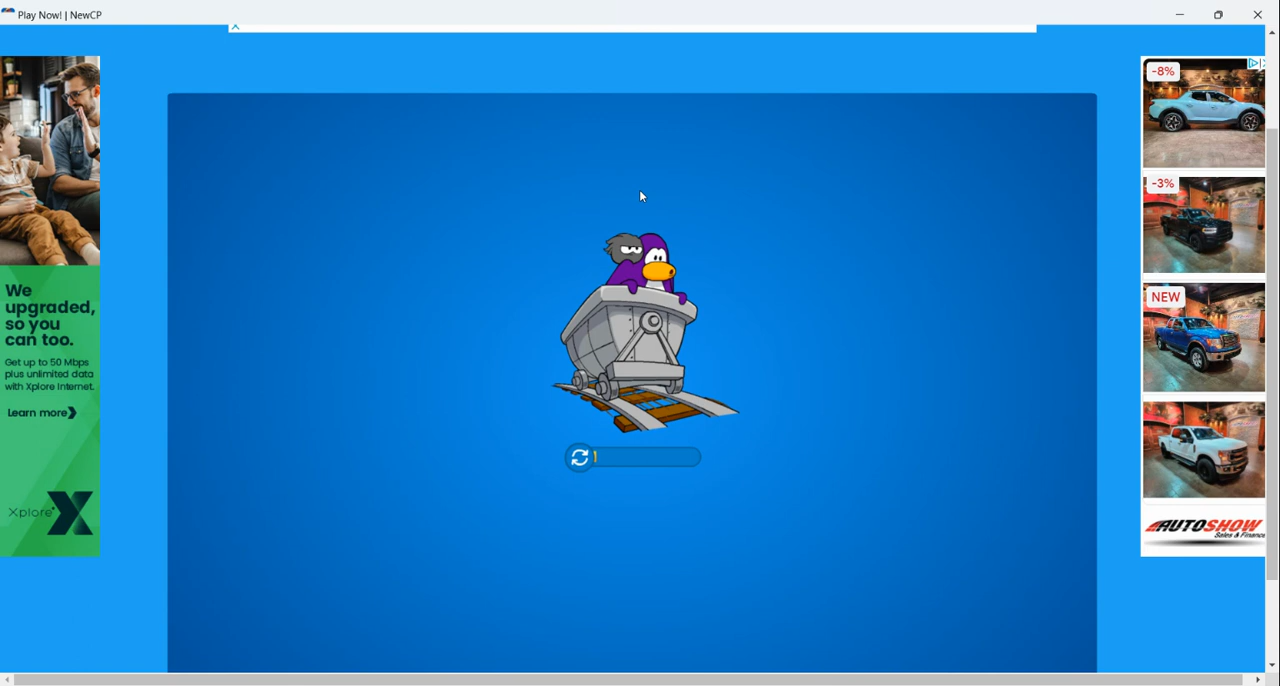 Play Now! | NewCP
We
upgraded,
so you
can too.
Get up to 50 Mbps
plus unlimited data
with Xplore Internet.
Learn more
Xplore
-8%
-3%
NEW
AUTOSHOW
Sales & Finance